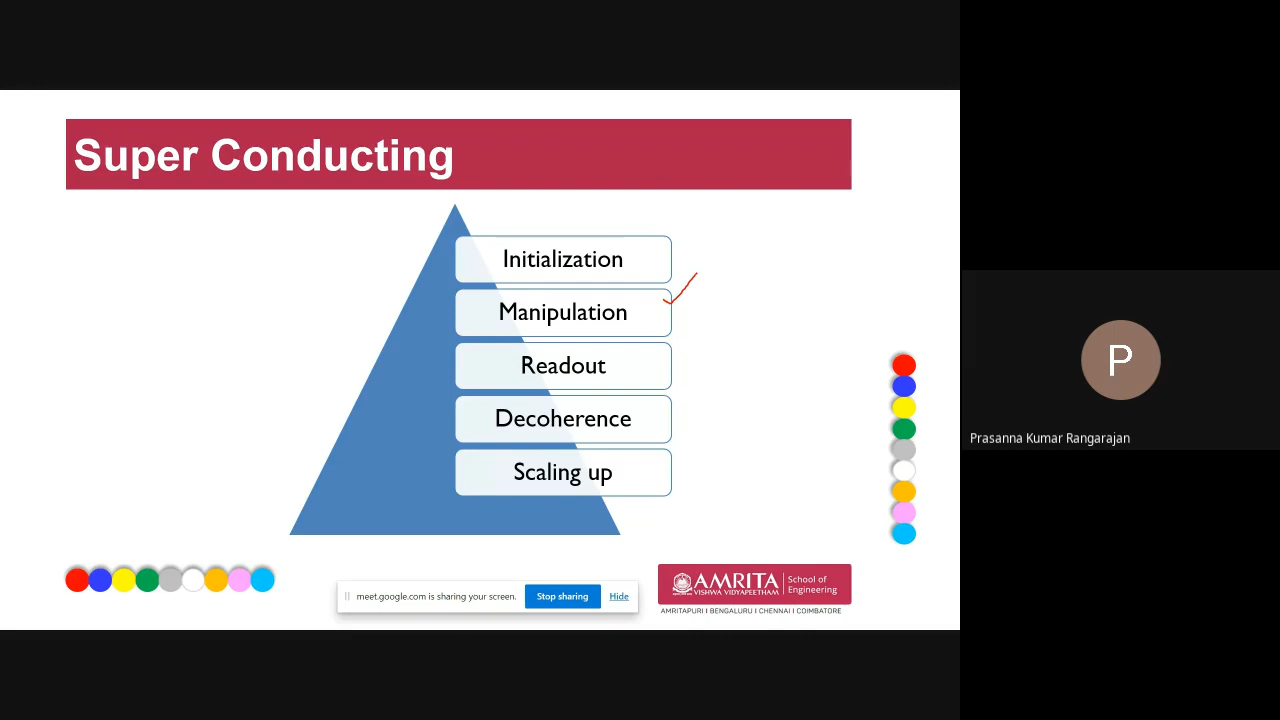 Super Conducting
Initialization
Manipulation
Readout
Decoherence
Scaling up
P
Prasanna Kumar Rangarajan
meet.google.com is sharing your screen.
Stop sharing
Hide
AMRITA
VISHWA VIDYAPEETHAM
School of
Engineering
AMRITAPURI I BENGALURU I CHENNAI I COIMBATORE